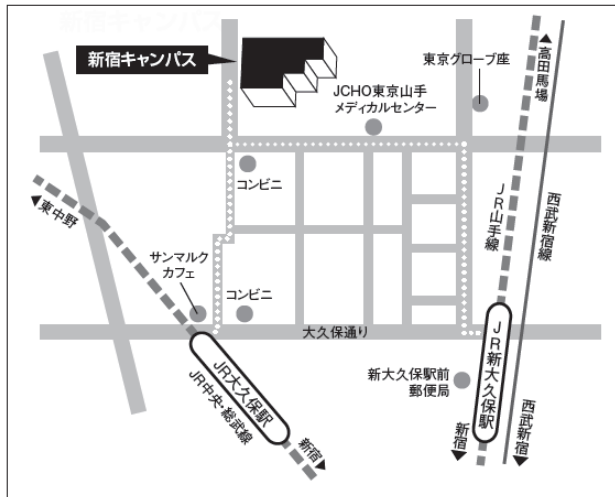 新宿キャンパス
東京グローブ座
高田馬場
JCHO東京山手
メディカルセンター
コンビニ
JR山手線
西武新宿線
東中野
サンマルク
カフェ
コンビニ
大久保通り
JR大久保駅
JR中央・総武線
新宿
新大久保駅前
郵便局
JR新大久保駅
新宿
西武新宿